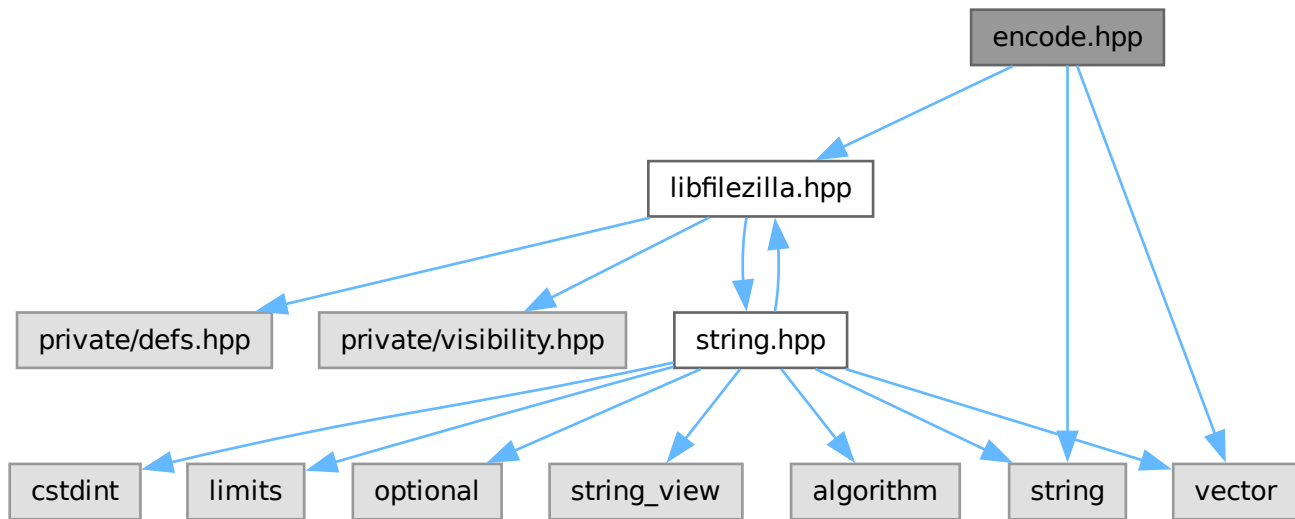 encode.hpp
libfilezilla.hpp
private/defs.hpp
private/visibility.hpp
string.hpp
cstdint
limits
optional
string_view
algorithm
string
vector